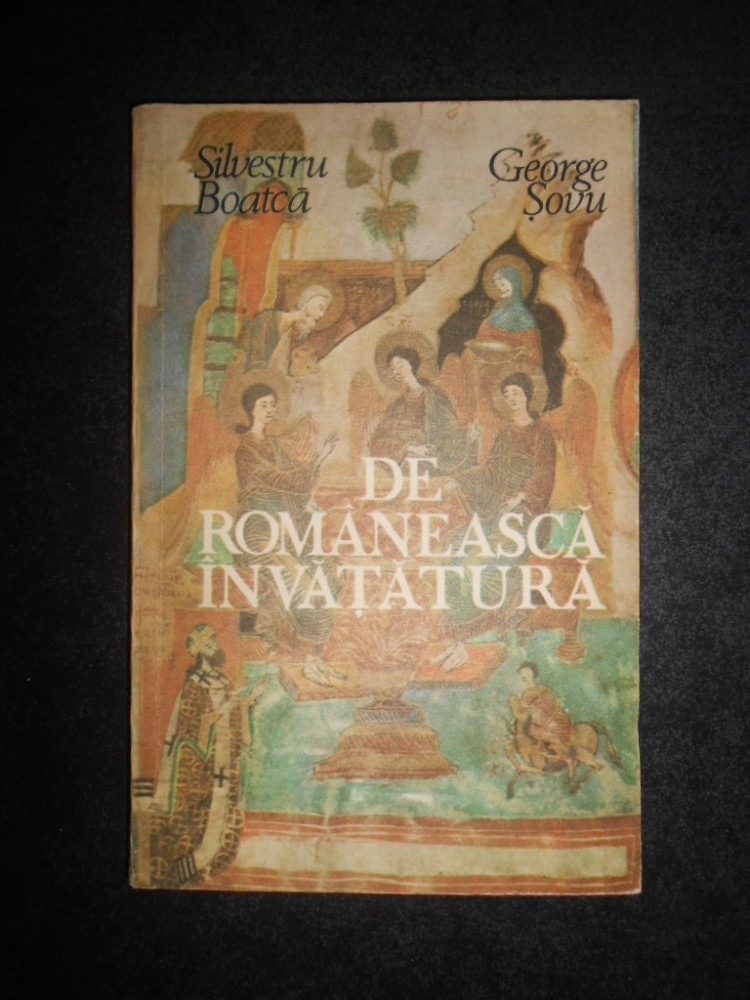 Silvestru
Boatcă
George
Șovu
DE
ROMÂNEASCĂ
ÎNVĂȚĂTURĂ